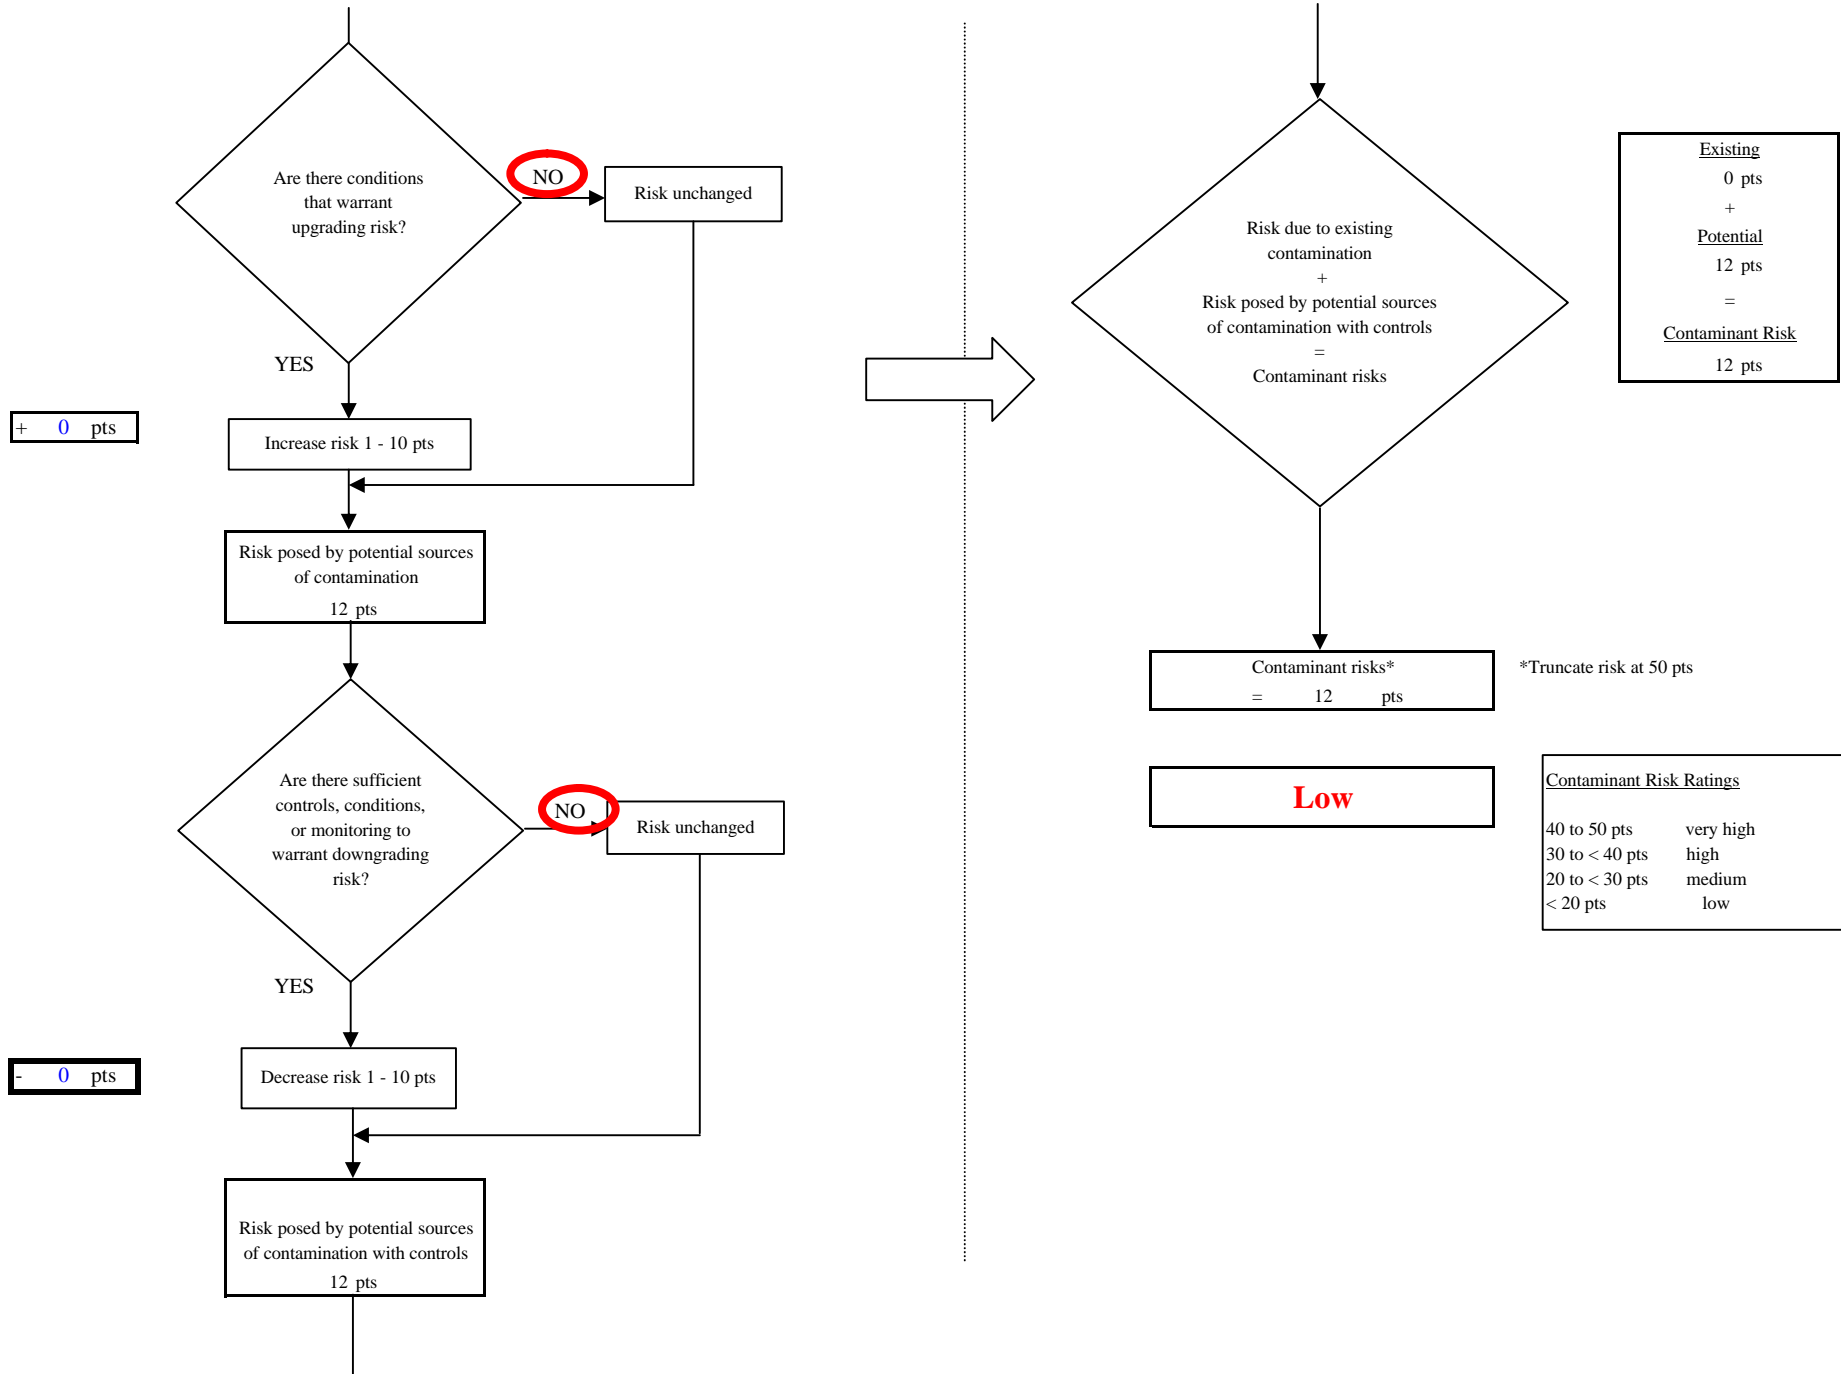 Are there conditions
that warrant
upgrading risk?
NO
Risk unchanged
YES
+ 0 pts
Increase risk 1 - 10 pts
Risk posed by potential sources
of contamination
12 pts
Are there sufficient
controls, conditions,
or monitoring to
warrant downgrading
risk?
NO
Risk unchanged
YES
- 0 pts
Decrease risk 1 - 10 pts
Risk posed by potential sources
of contamination with controls
12 pts
Risk due to existing
contamination
+
Risk posed by potential sources
of contamination with controls
=
Contaminant risks
Existing
0 pts
+
Potential
12 pts
=
Contaminant Risk
12 pts
Contaminant risks*
= 12 pts
*Truncate risk at 50 pts
Low
Contaminant Risk Ratings
40 to 50 pts very high
30 to < 40 pts high
20 to < 30 pts medium
< 20 pts low